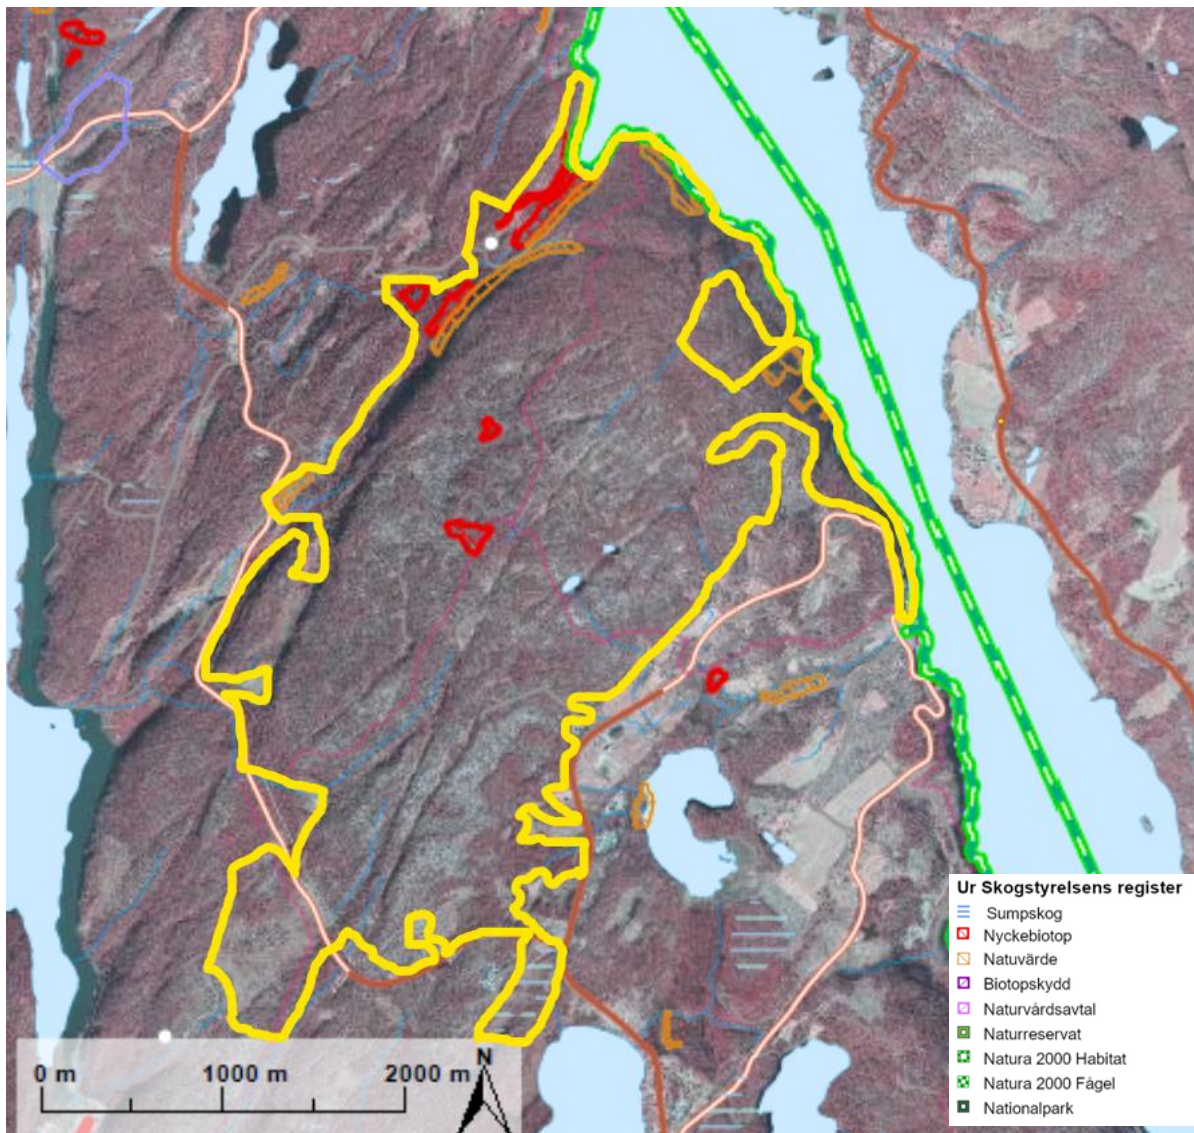 Ur Skogstyrelsens register
Sumpskog
Nyckebiotop
Natuvärde
Biotopskydd
Naturvårdsavtal
Naturreservat
Natura 2000 Habitat
Natura 2000 Fågel
Nationalpark
N
0 m 1000 m 2000 m